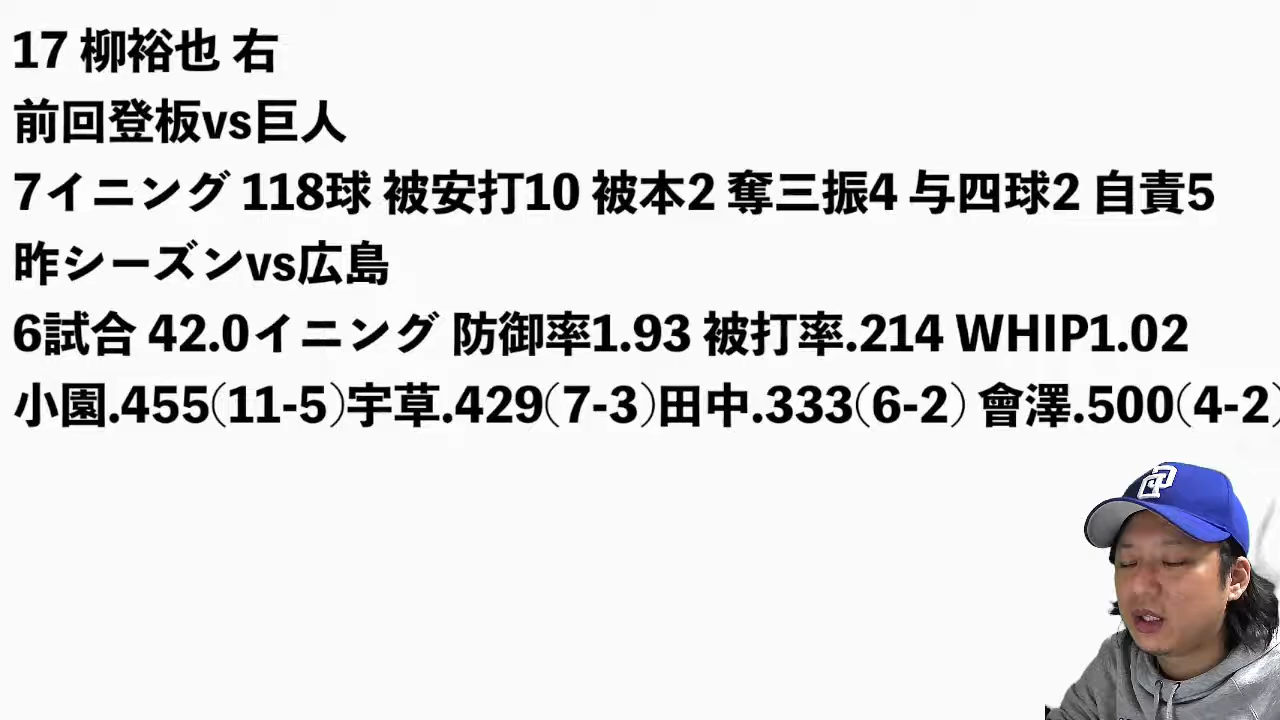 17 柳裕也 右
前回登板vs巨人
7イニング 118球 被安打10 被本2 奪三振4 与四球2 自責5
昨シーズンvs広島
6試合 42.0イニング 防御率1.93 被打率.214 WHIP1.02
小園.455(11-5)宇草.429(7-3)田中.333(6-2) 會澤.500(4-2)